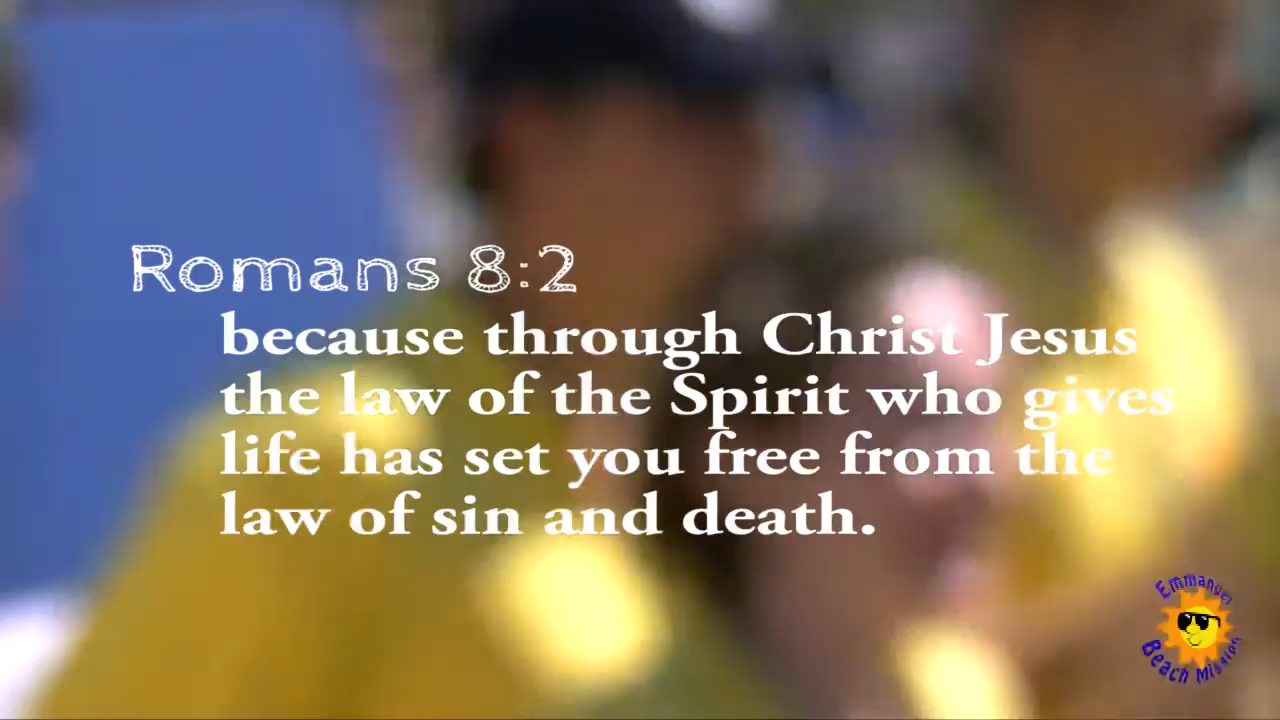 Romans 8:2
because through Christ Jesus
the law of the Spirit who gives
life has set you free from the
law of sin and death.
Emmanuel
Beach Mission